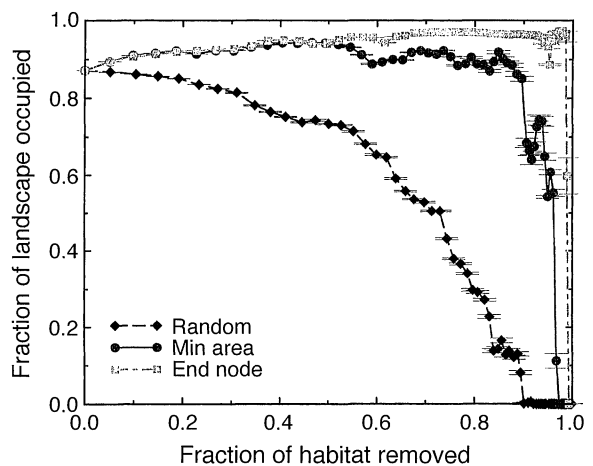 Fraction of landscape occupied
1.0
0.8
0.6
0.4
0.2
0.0
Random
Min area
End node
0.0
0.2
0.4
0.6
0.8
1.0
Fraction of habitat removed